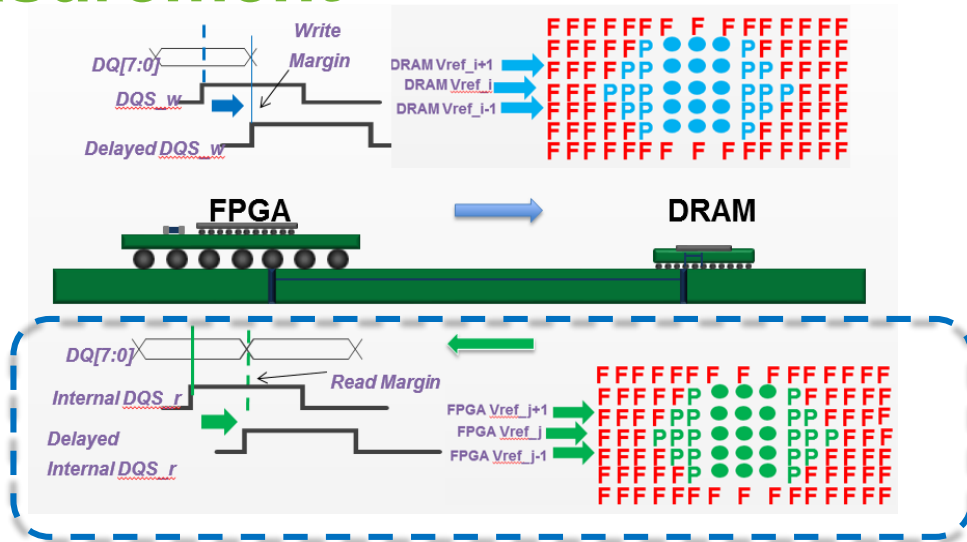 Write
Margin
DQ[7:0]
DQS_w
Delayed DQS_w
DRAM Vref_i+1
DRAM Vref_i
DRAM Vref_i-1
F F F F F F F F F F F F F
F F F F F P P F F F F F
F F F F P P P P F F F F
F F F P P P P P P F F F
F F F F P P P P F F F F
F F F F F P P F F F F F
F F F F F F F F F F F F F
FPGA
DRAM
DQ[7:0]
Internal DQS_r
Read Margin
Delayed
Internal DQS_r
FPGA Vref_j+1
FPGA Vref_j
FPGA Vref_j-1
F F F F F F F F F F F F F
F F F F F P P F F F F F
F F F F P P P P F F F F
F F F P P P P P P F F F
F F F F P P P P F F F F
F F F F F P P F F F F F
F F F F F F F F F F F F F